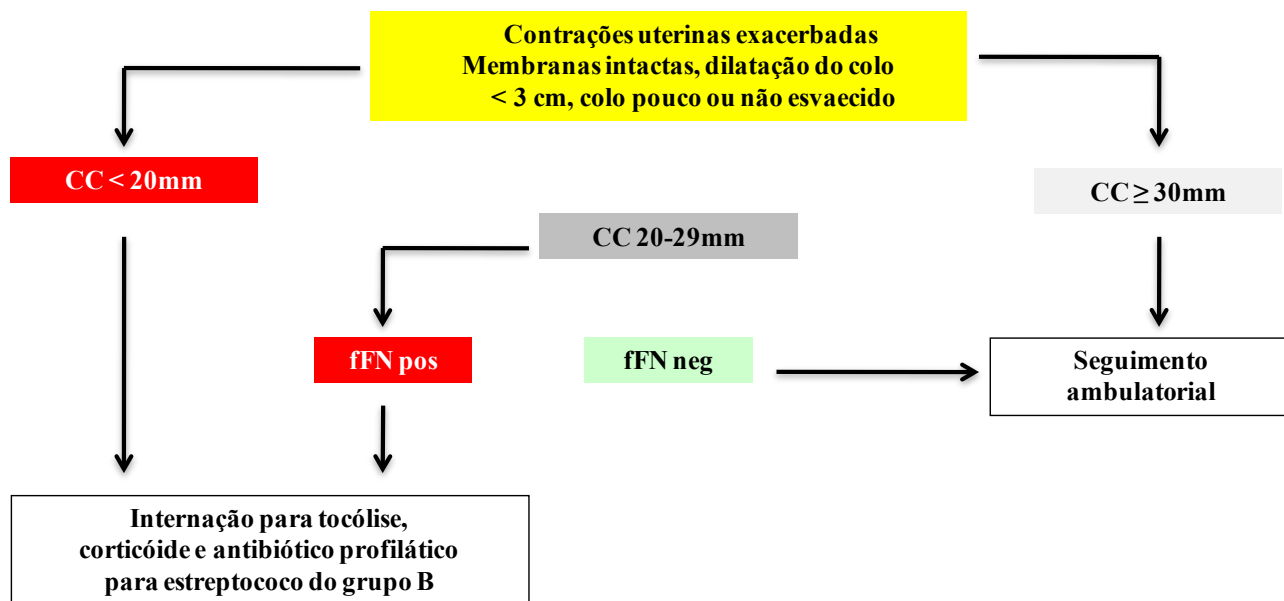 Contrações uterinas exacerbadas
Membranas intactas, dilatação do colo
< 3 cm, colo pouco ou não esvaecido
CC < 20mm
CC ≥ 30mm
CC 20-29mm
fFN pos
fFN neg
Seguimento
ambulatorial
Internação para tocólise,
corticóide e antibiótico profilático
para estreptococo do grupo B